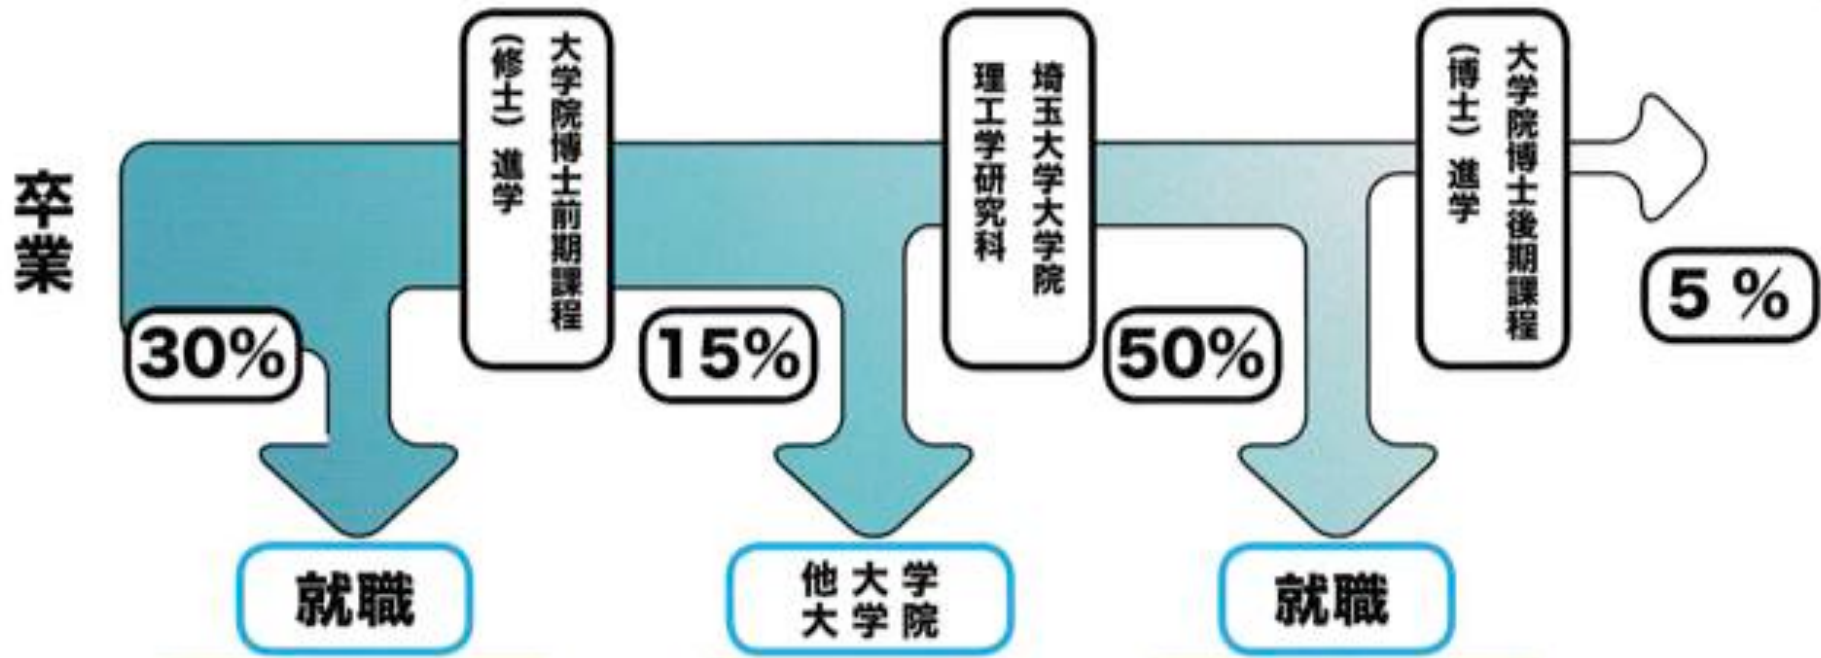 卒業
30%
大学院博士前期課程
(修士)進学
15%
埼玉大学大学院
理工学研究科
50%
大学院博士後期課程
(博士)進学
5 %
就職
他大学
大学院
就職